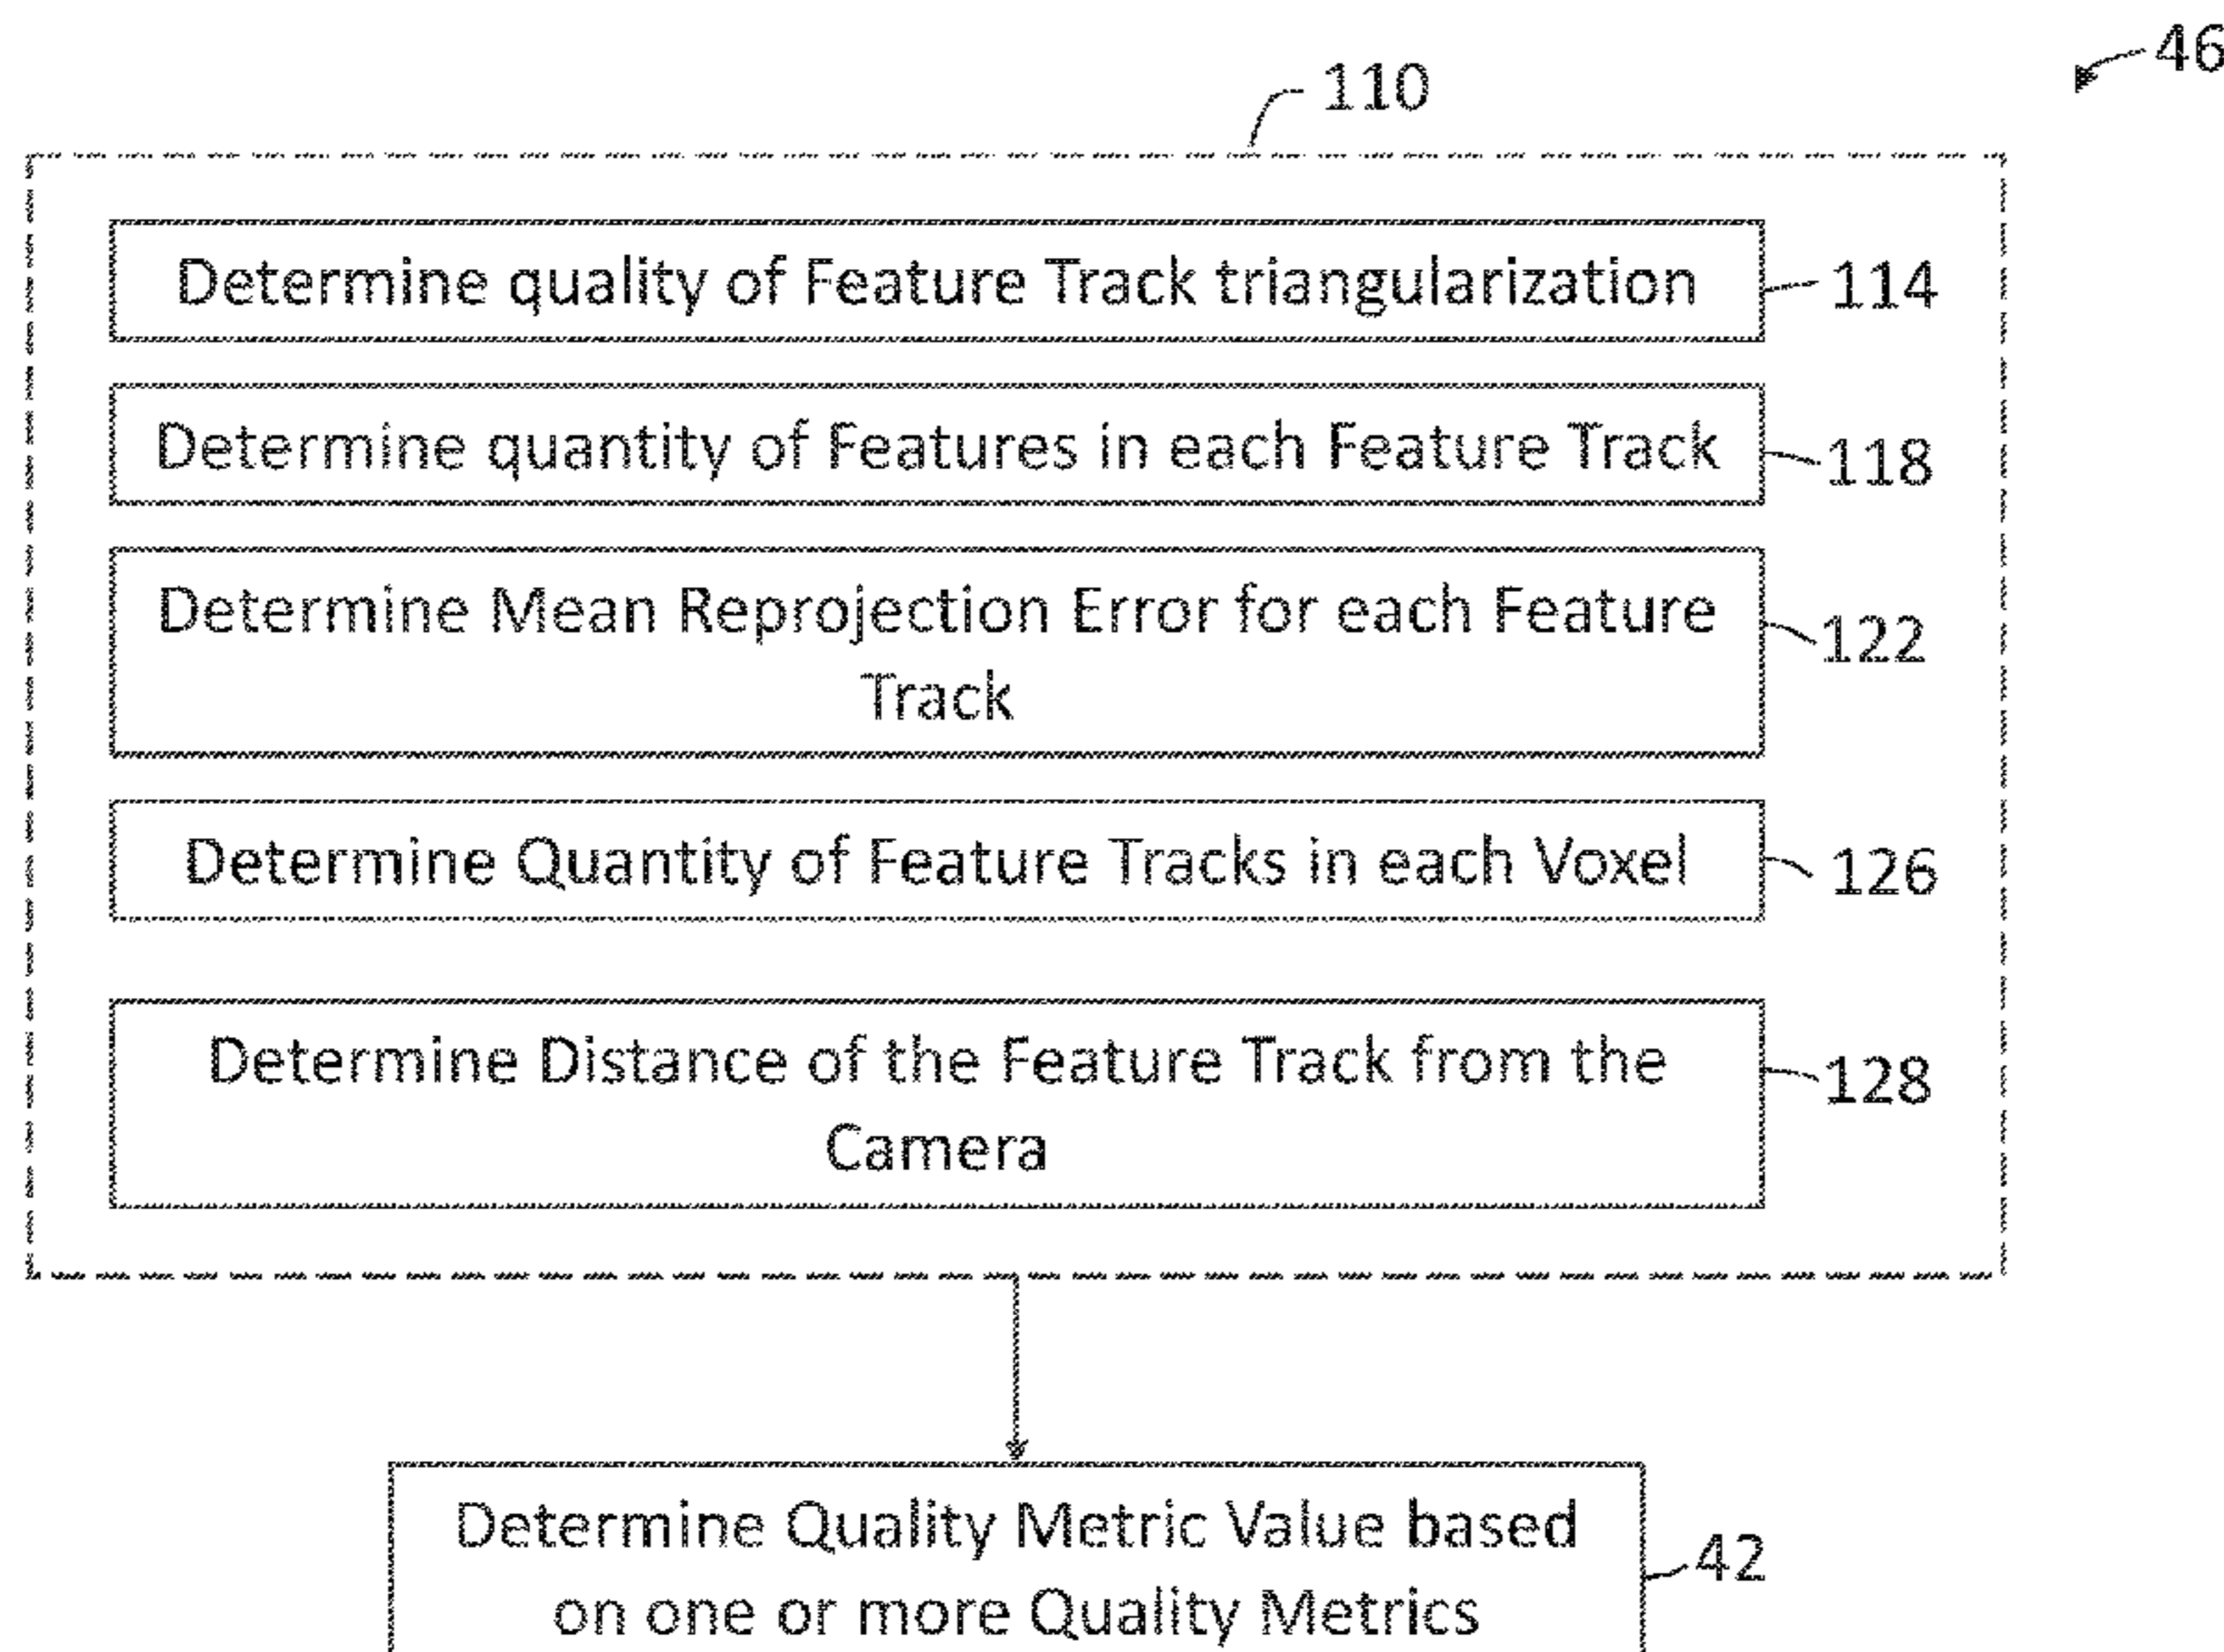 46
110
Determine quality of Feature Track triangularization
114
Determine quantity of Features in each Feature Track
118
Determine Mean Reprojection Error for each Feature
Track
122
Determine Quantity of Feature Tracks in each Voxel
126
Determine Distance of the Feature Track from the
Camera
128
Determine Quality Metric Value based
on one or more Quality Metrics
42